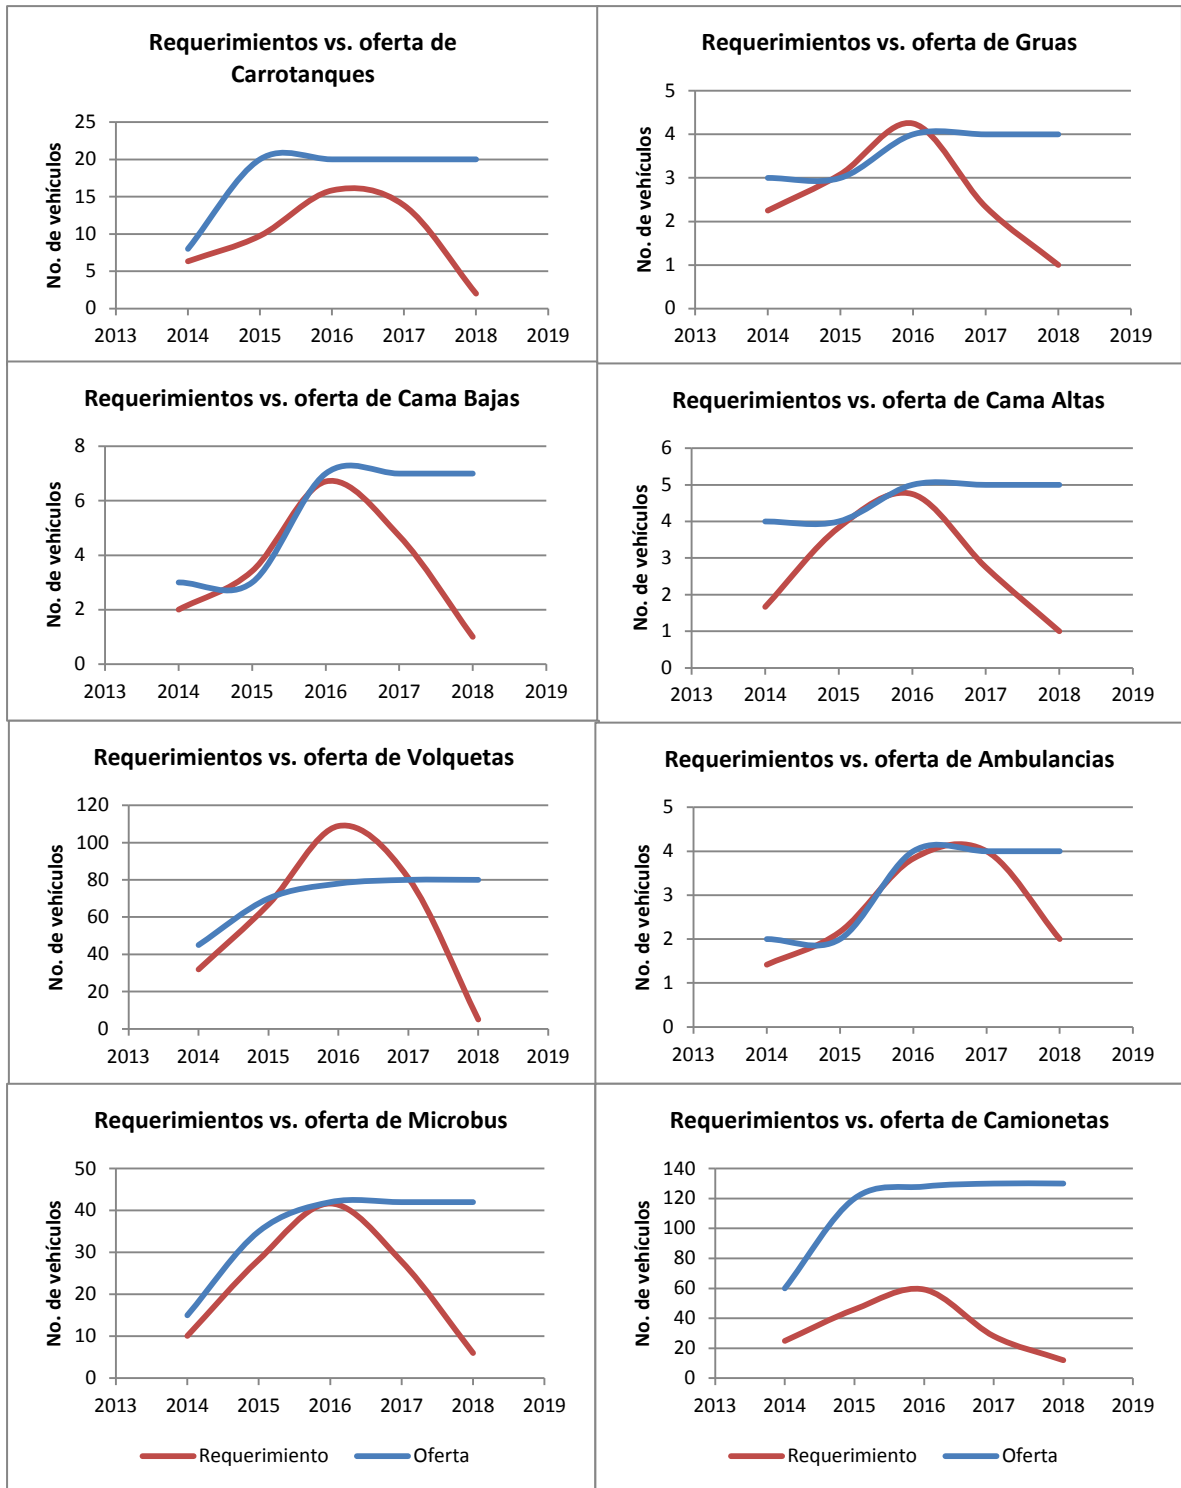 Requerimientos vs. oferta de
Carrotanques
No. de vehículos
25
20
15
10
5
0
2013 2014 2015 2016 2017 2018 2019
Requerimientos vs. oferta de Gruas
No. de vehículos
5
4
3
2
1
0
2013 2014 2015 2016 2017 2018 2019
Requerimientos vs. oferta de Cama Bajas
No. de vehículos
8
6
4
2
0
2013 2014 2015 2016 2017 2018 2019
Requerimientos vs. oferta de Cama Altas
No. de vehículos
6
5
4
3
2
1
0
2013 2014 2015 2016 2017 2018 2019
Requerimientos vs. oferta de Volquetas
No. de vehículos
120
100
80
60
40
20
0
2013 2014 2015 2016 2017 2018 2019
Requerimientos vs. oferta de Ambulancias
No. de vehículos
5
4
3
2
1
0
2013 2014 2015 2016 2017 2018 2019
Requerimientos vs. oferta de Microbus
No. de vehículos
50
40
30
20
10
0
2013 2014 2015 2016 2017 2018 2019
Requerimiento Oferta
Requerimientos vs. oferta de Camionetas
No. de vehículos
140
120
100
80
60
40
20
0
2013 2014 2015 2016 2017 2018 2019
Requerimiento Oferta